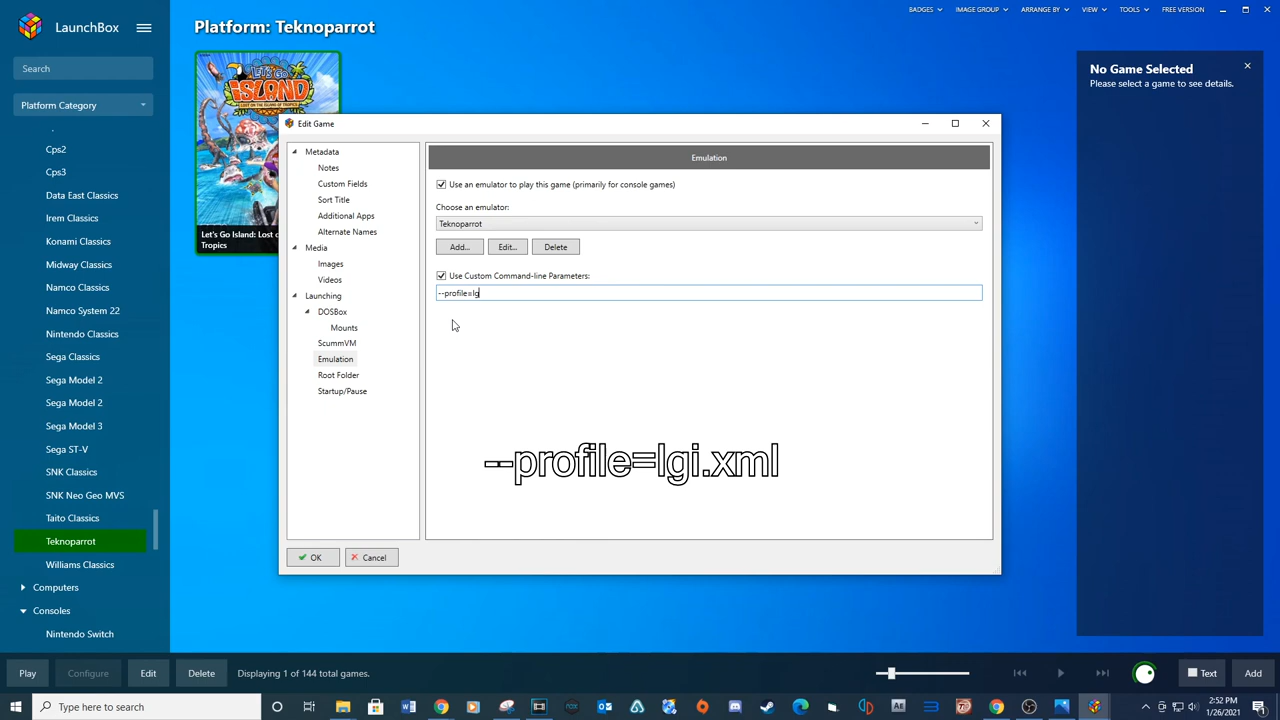 BADGES
IMAGE GROUP
ARRANGE BY
VIEW
TOOLS
FREE VERSION
LaunchBox
Platform: Teknoparrot
Search
Platform Category
Cps2
Cps3
Data East Classics
Irem Classics
Konami Classics
Midway Classics
Namco Classics
Namco System 22
Nintendo Classics
Sega Classics
Sega Model 2
Sega Model 2
Sega Model 3
Sega ST-V
SNK Classics
SNK Neo Geo MVS
Taito Classics
Teknoparrot
Williams Classics
Computers
Consoles
Nintendo Switch
LET'S GO
ISLAND
LOST ON THE ISLAND OF TROPICS
Let's Go Island: Lost
Tropics
Edit Game
Metadata
Notes
Custom Fields
Sort Title
Additional Apps
Alternate Names
Media
Images
Videos
Launching
DOSBox
Mounts
ScummVM
Emulation
Root Folder
Startup/Pause
Emulation
Use an emulator to play this game (primarily for console games)
Choose an emulator:
Teknoparrot
Add...
Edit...
Delete
Use Custom Command-line Parameters:
--profile=lg
--profile=lgi.xml
OK
Cancel
No Game Selected
Please select a game to see details.
Play
Configure
Edit
Delete
Displaying 1 of 144 total games.
Text
Add
Type here to search
2:52 PM
1/26/2021